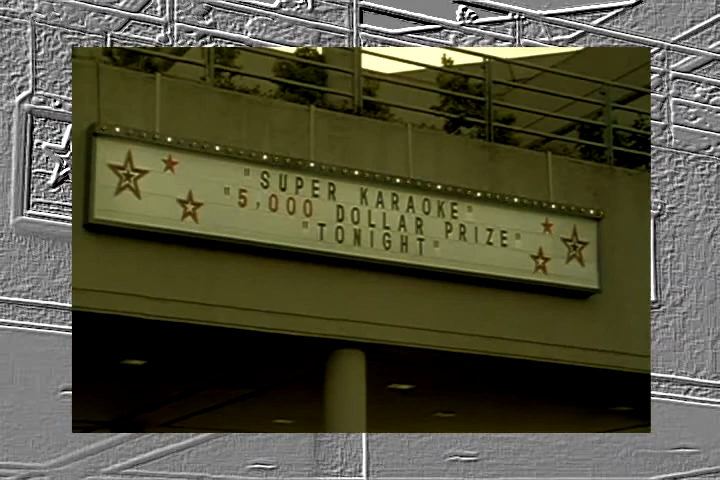 "SUPER KARAOKE"
"5,000 DOLLAR PRIZE"
"TONIGHT"